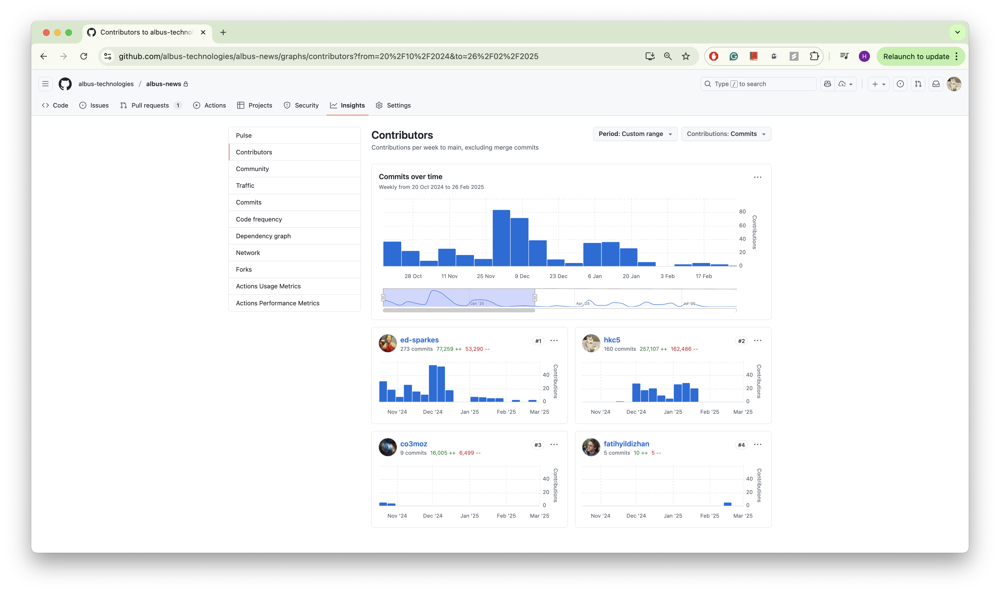 Contributors to albus-technol
github.com/albus-technologies/albus-news/graphs/contributors?from=20%2F10%2F2024&to=26%2F02%2F2025
H
Relaunch to update
albus-technologies / albus-news
Type / to search
Code
Issues
Pull requests 1
Actions
Projects
Security
Insights
Settings
Pulse
Contributors
Community
Traffic
Commits
Code frequency
Dependency graph
Network
Forks
Actions Usage Metrics
Actions Performance Metrics
Contributors
Contributions per week to main, excluding merge commits
Period: Custom range
Contributions: Commits
Commits over time
Weekly from 20 Oct 2024 to 26 Feb 2025
80
60
40
20
0
Contributions
28 Oct 11 Nov 25 Nov 9 Dec 23 Dec 6 Jan 20 Jan 3 Feb 17 Feb
Jan '25 Apr '25 Jul '25
ed-sparkes
#1
273 commits 77,259 ++ 53,290 --
40
20
0
Contributions
Nov '24 Dec '24 Jan '25 Feb '25 Mar '25
hkc5
#2
160 commits 257,107 ++ 162,486 --
40
20
0
Contributions
Nov '24 Dec '24 Jan '25 Feb '25 Mar '25
co3moz
#3
9 commits 16,005 ++ 6,499 --
40
20
0
Contributions
Nov '24 Dec '24 Jan '25 Feb '25 Mar '25
fatihyildizhan
#4
5 commits 10 ++ 5 --
40
20
0
Contributions
Nov '24 Dec '24 Jan '25 Feb '25 Mar '25